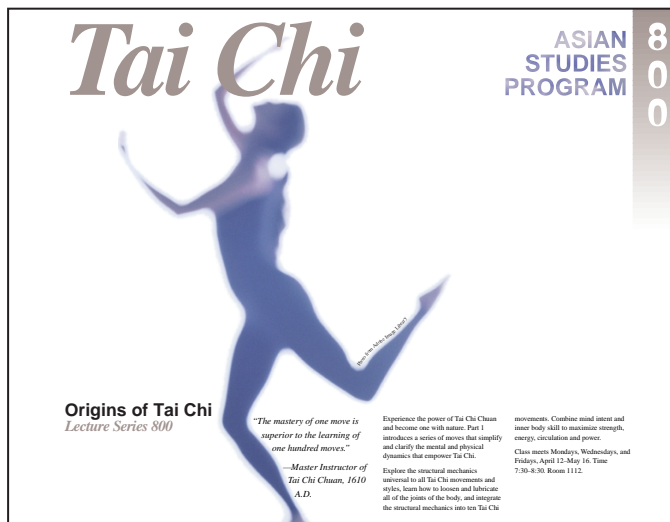 Tai Chi
ASIAN
STUDIES
PROGRAM
8
0
0
Photo from Adobe Image Library
Origins of Tai Chi
Lecture Series 800
“The mastery of one move is
superior to the learning of
one hundred moves.”
—Master Instructor of
Tai Chi Chuan, 1610
A.D.
Experience the power of Tai Chi Chuan
and become one with nature. Part 1
introduces a series of moves that simplify
and clarify the mental and physical
dynamics that empower Tai Chi.
Explore the structural mechanics
universal to all Tai Chi movements and
styles, learn how to loosen and lubricate
all of the joints of the body, and integrate
the structural mechanics into ten Tai Chi
movements. Combine mind intent and
inner body skill to maximize strength,
energy, circulation and power.
Class meets Mondays, Wednesdays, and
Fridays, April 12–May 16. Time
7:30–8:30. Room 1112.